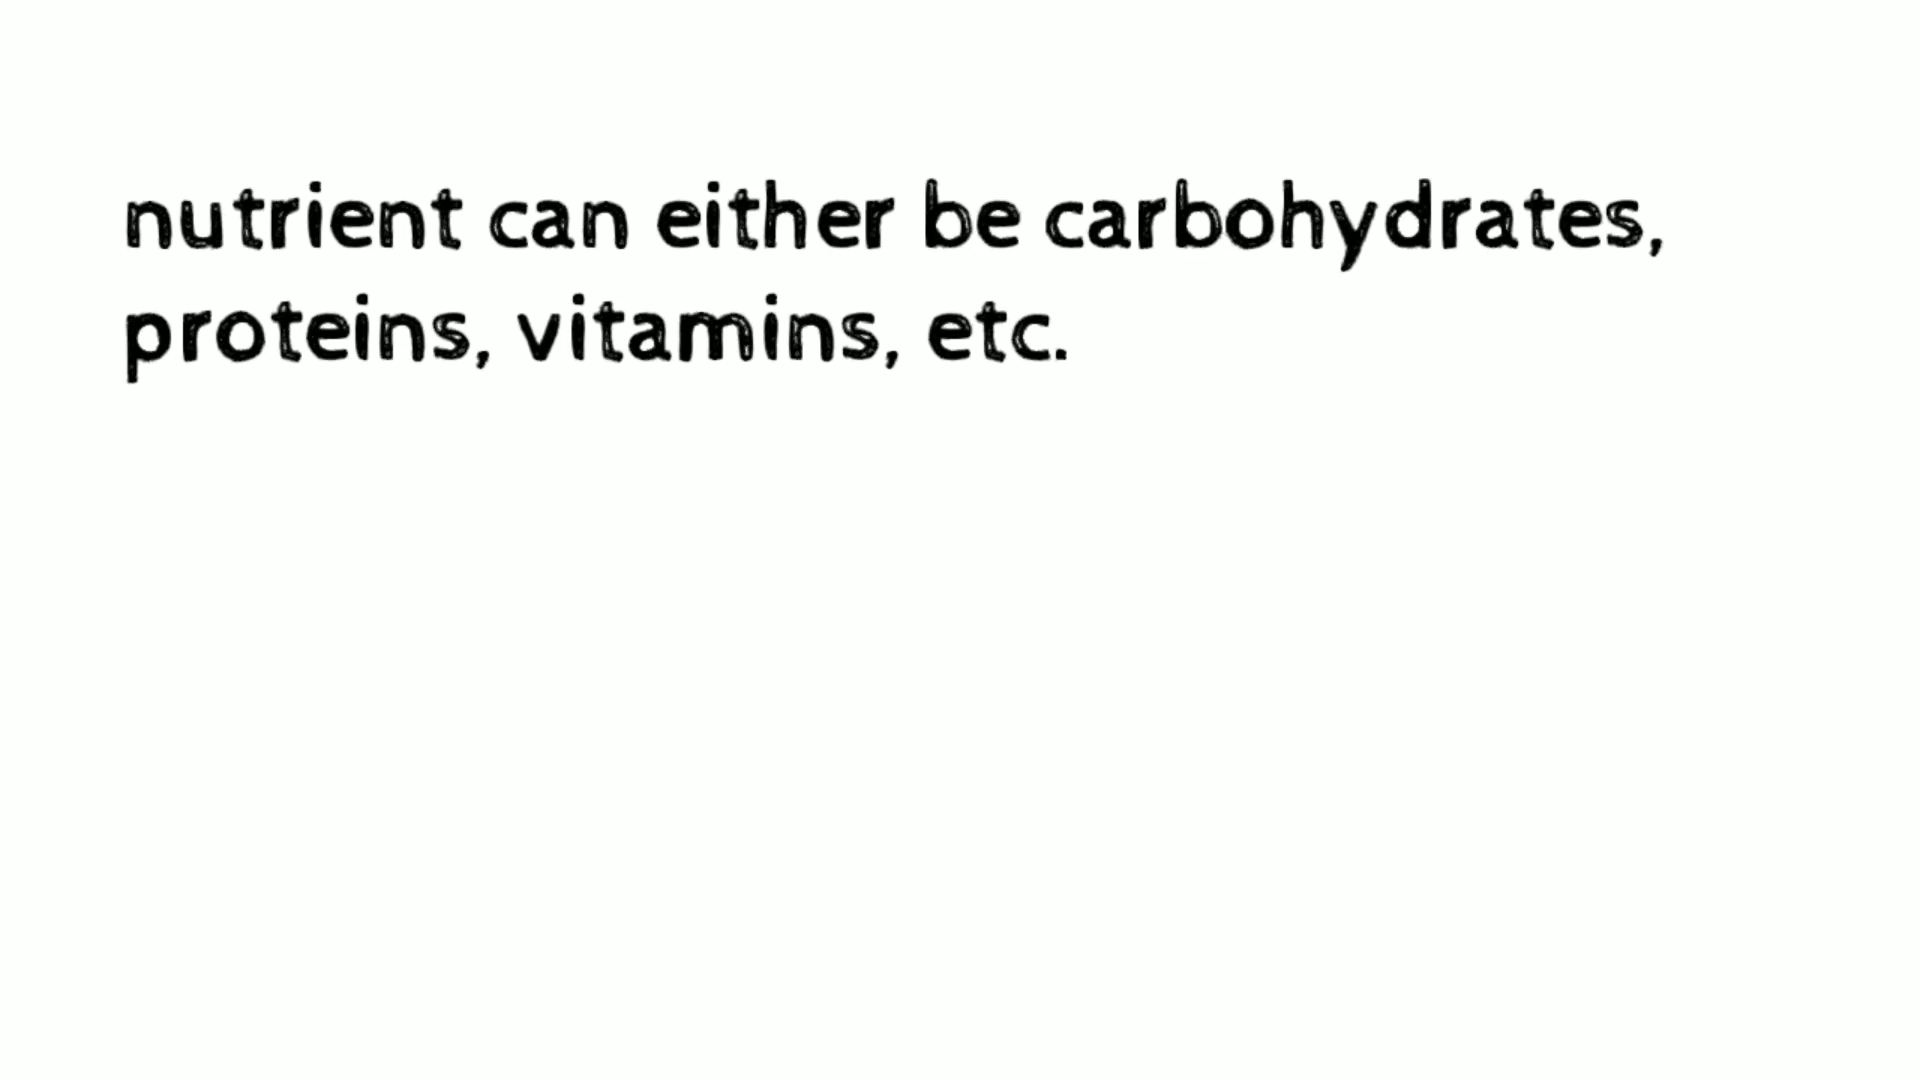 nutrient can either be carbohydrates,
proteins, vitamins, etc.